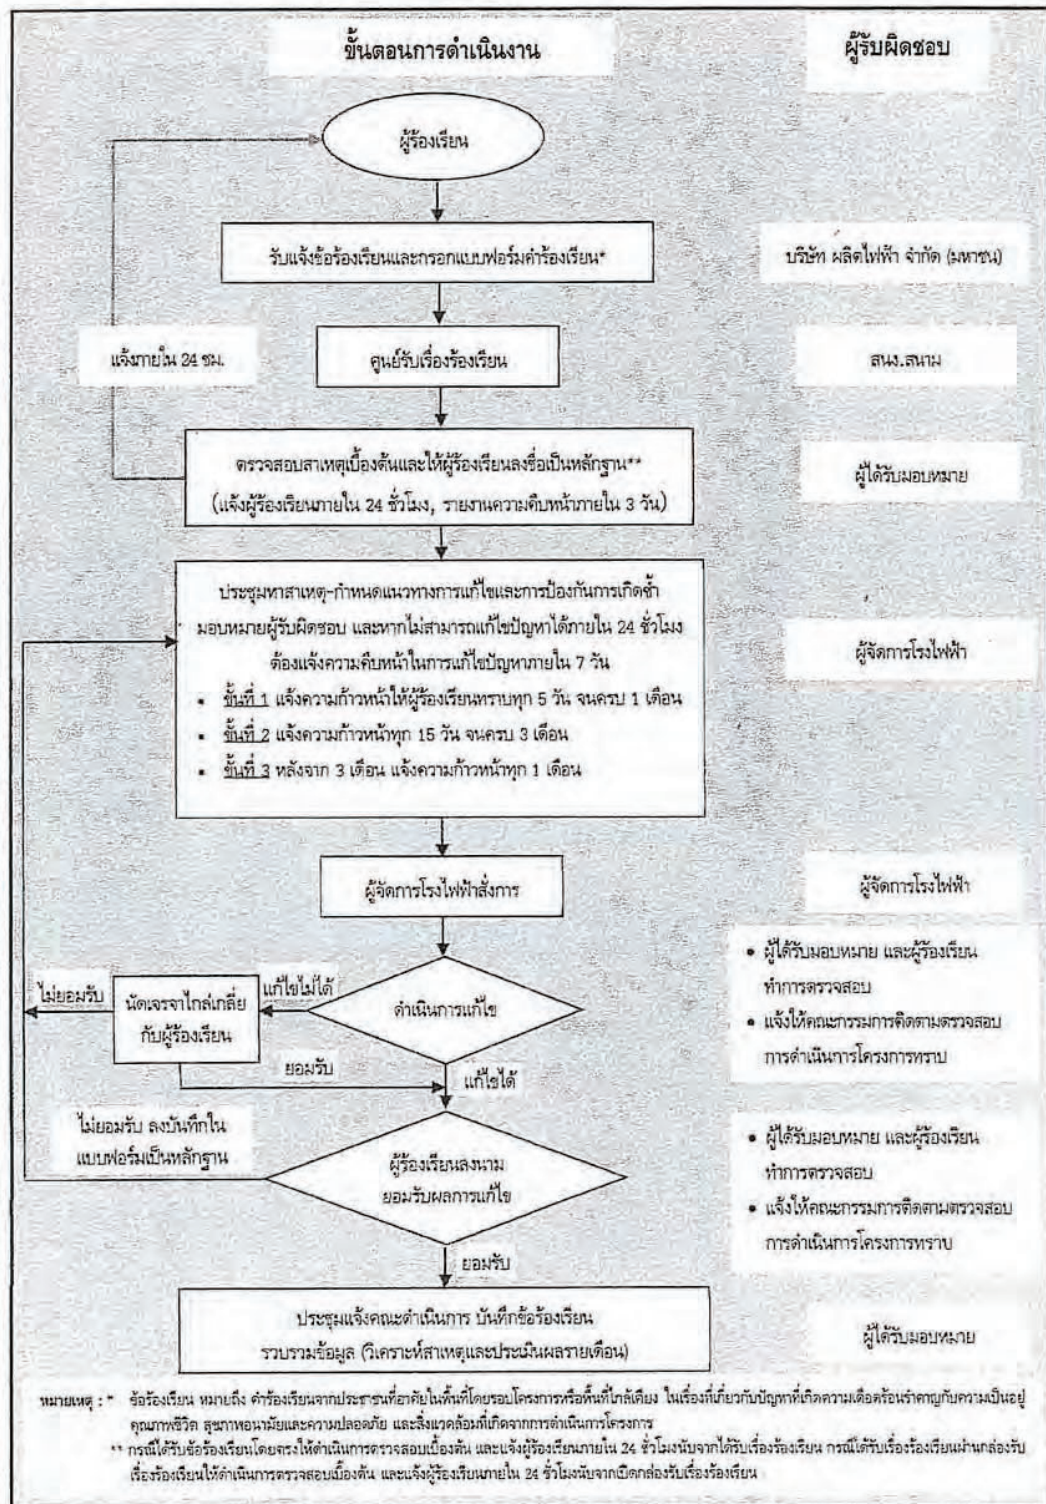 ขั้นตอนการดำเนินงาน
ผู้รับผิดชอบ
ผู้ร้องเรียน
รับแจ้งข้อร้องเรียนและกรอกแบบฟอร์มคำร้องเรียน*
บริษัท ผลิตไฟฟ้า จำกัด (มหาชน)
แจ้งภายใน 24 ชม.
ศูนย์รับเรื่องร้องเรียน
สนง.สนาม
ตรวจสอบสาเหตุเบื้องต้นและให้ผู้ร้องเรียนลงชื่อเป็นหลักฐาน**
(แจ้งผู้ร้องเรียนภายใน 24 ชั่วโมง, รายงานความคืบหน้าภายใน 3 วัน)
ผู้ได้รับมอบหมาย
ประชุมหาสาเหตุ-กำหนดแนวทางการแก้ไขและการป้องกันการเกิดซ้ำ
มอบหมายผู้รับผิดชอบ และหากไม่สามารถแก้ไขปัญหาได้ภายใน 24 ชั่วโมง
ต้องแจ้งความคืบหน้าในการแก้ไขปัญหาภายใน 7 วัน
▪ ขั้นที่ 1 แจ้งความก้าวหน้าให้ผู้ร้องเรียนทราบทุก 5 วัน จนครบ 1 เดือน
▪ ขั้นที่ 2 แจ้งความก้าวหน้าทุก 15 วัน จนครบ 3 เดือน
▪ ขั้นที่ 3 หลังจาก 3 เดือน แจ้งความก้าวหน้าทุก 1 เดือน
ผู้จัดการโรงไฟฟ้า
ผู้จัดการโรงไฟฟ้าสั่งการ
ผู้จัดการโรงไฟฟ้า
ไม่ยอมรับ
นัดเจรจาไกล่เกลี่ย
กับผู้ร้องเรียน
แก้ไขไม่ได้
ดำเนินการแก้ไข
• ผู้ได้รับมอบหมาย และผู้ร้องเรียน
ทำการตรวจสอบ
• แจ้งให้คณะกรรมการติดตามตรวจสอบ
การดำเนินการโครงการทราบ
ยอมรับ
แก้ไขได้
ไม่ยอมรับ ลงบันทึกใน
แบบฟอร์มเป็นหลักฐาน
ผู้ร้องเรียนลงนาม
ยอมรับผลการแก้ไข
• ผู้ได้รับมอบหมาย และผู้ร้องเรียน
ทำการตรวจสอบ
• แจ้งให้คณะกรรมการติดตามตรวจสอบ
การดำเนินการโครงการทราบ
ยอมรับ
ประชุมแจ้งคณะดำเนินการ บันทึกข้อร้องเรียน
รวบรวมข้อมูล (วิเคราะห์สาเหตุและประเมินผลรายเดือน)
ผู้ได้รับมอบหมาย
หมายเหตุ : * ข้อร้องเรียน หมายถึง คำร้องเรียนจากประชาชนที่อาศัยในพื้นที่โดยรอบโครงการหรือพื้นที่ใกล้เคียง ในเรื่องที่เกี่ยวกับปัญหาที่เกิดความเดือดร้อนรำคาญกับความเป็นอยู่
คุณภาพชีวิต สุขภาพอนามัยและความปลอดภัย และสิ่งแวดล้อมที่เกิดจากการดำเนินการโครงการ
** กรณีได้รับข้อร้องเรียนโดยตรงให้ดำเนินการตรวจสอบเบื้องต้น และแจ้งผู้ร้องเรียนภายใน 24 ชั่วโมงนับจากได้รับเรื่องร้องเรียน กรณีได้รับเรื่องร้องเรียนผ่านกล่องรับ
เรื่องร้องเรียนให้ดำเนินการตรวจสอบเบื้องต้น และแจ้งผู้ร้องเรียนภายใน 24 ชั่วโมงนับจากเปิดกล่องรับเรื่องร้องเรียน